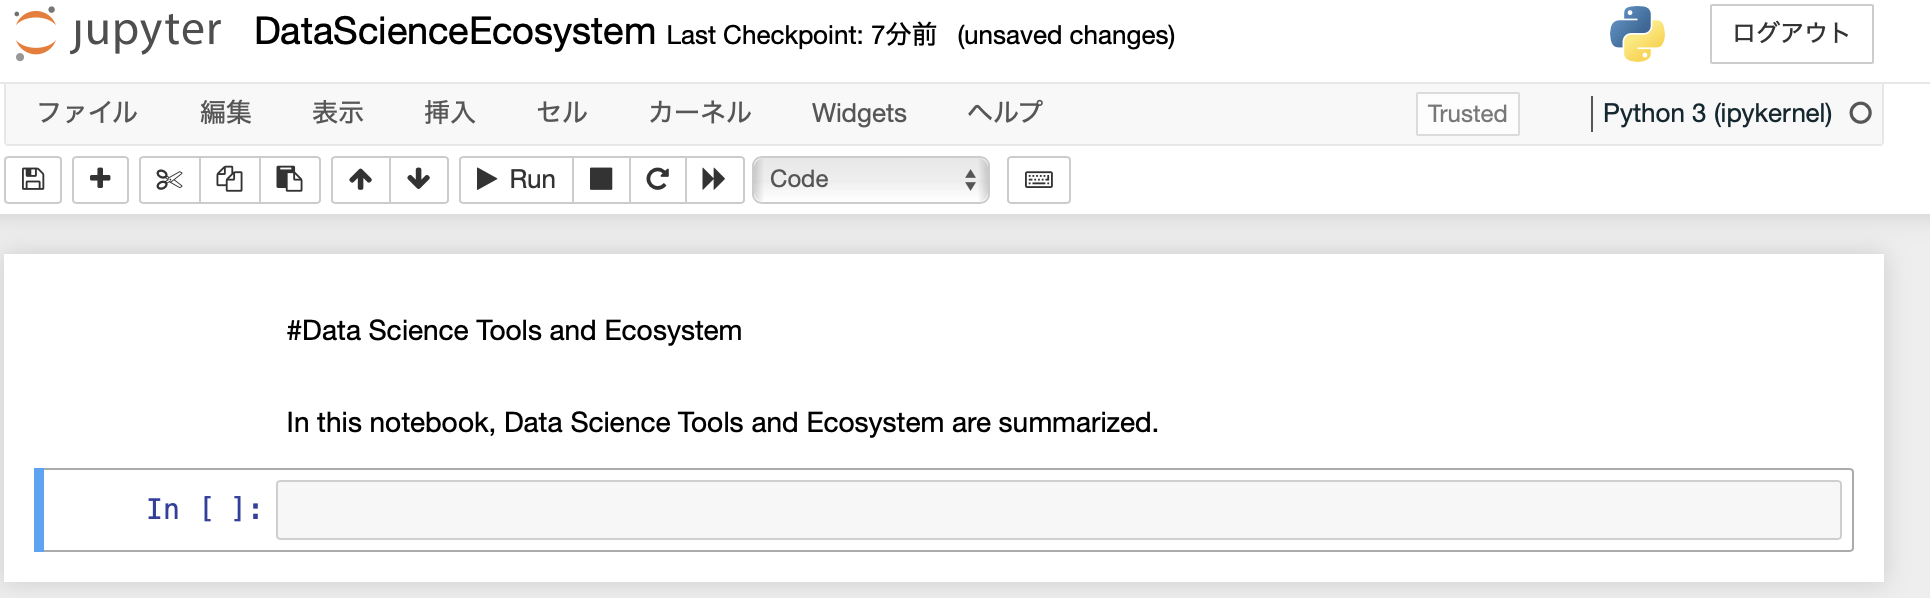 jupyter DataScienceEcosystem Last Checkpoint: 7分前 (unsaved changes) ログアウト
ファイル 編集 表示 挿入 セル カーネル Widgets ヘルプ Trusted Python 3 (ipykernel)
Run Code
#Data Science Tools and Ecosystem
In this notebook, Data Science Tools and Ecosystem are summarized.
In [ ]: